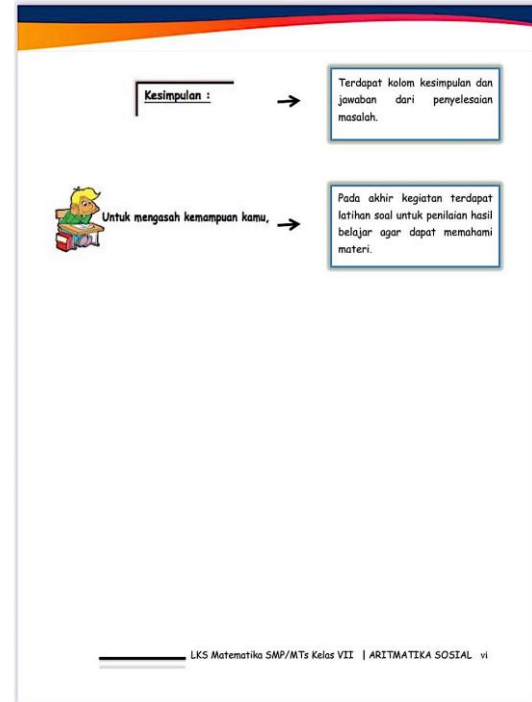 Kesimpulan :
Terdapat kolom kesimpulan dan
jawaban dari penyelesaian
masalah.
Untuk mengasah kemampuan kamu,
Pada akhir kegiatan terdapat
latihan soal untuk penilaian hasil
belajar agar dapat memahami
materi.
LKS Matematika SMP/MTs Kelas VII | ARITMATIKA SOSIAL vi